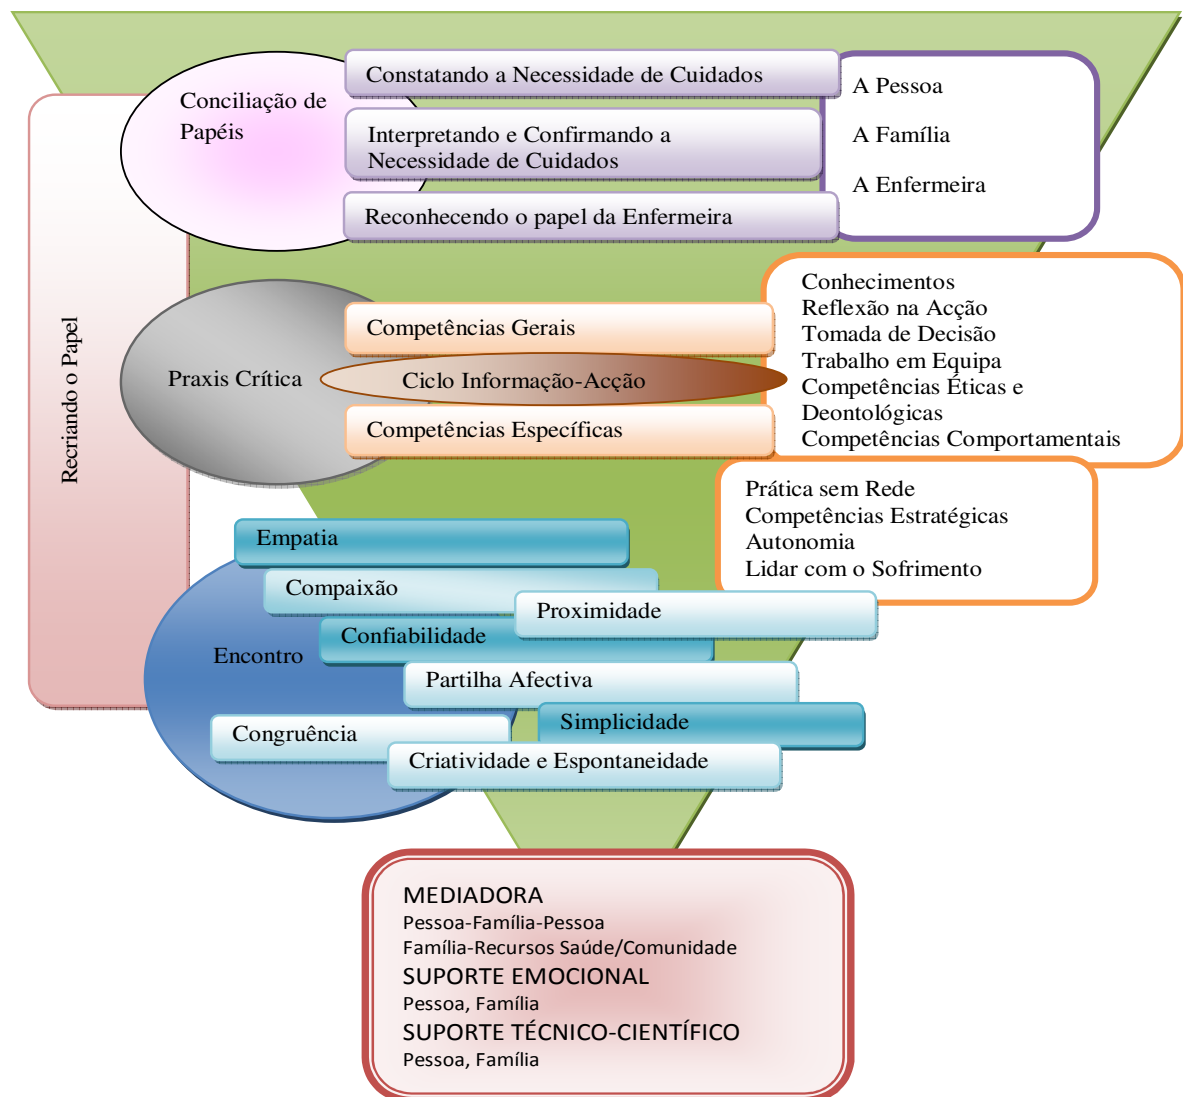 Recriando o Papel
Conciliação de
Papéis
Constatando a Necessidade de Cuidados
Interpretando e Confirmando a
Necessidade de Cuidados
Reconhecendo o papel da Enfermeira
A Pessoa
A Família
A Enfermeira
Praxis Crítica
Competências Gerais
Ciclo Informação-Acção
Competências Específicas
Conhecimentos
Reflexão na Acção
Tomada de Decisão
Trabalho em Equipa
Competências Éticas e
Deontológicas
Competências Comportamentais
Prática sem Rede
Competências Estratégicas
Autonomia
Lidar com o Sofrimento
Encontro
Empatia
Compaixão
Proximidade
Confiabilidade
Partilha Afectiva
Simplicidade
Congruência
Criatividade e Espontaneidade
MEDIADORA
Pessoa-Família-Pessoa
Família-Recursos Saúde/Comunidade
SUPORTE EMOCIONAL
Pessoa, Família
SUPORTE TÉCNICO-CIENTÍFICO
Pessoa, Família